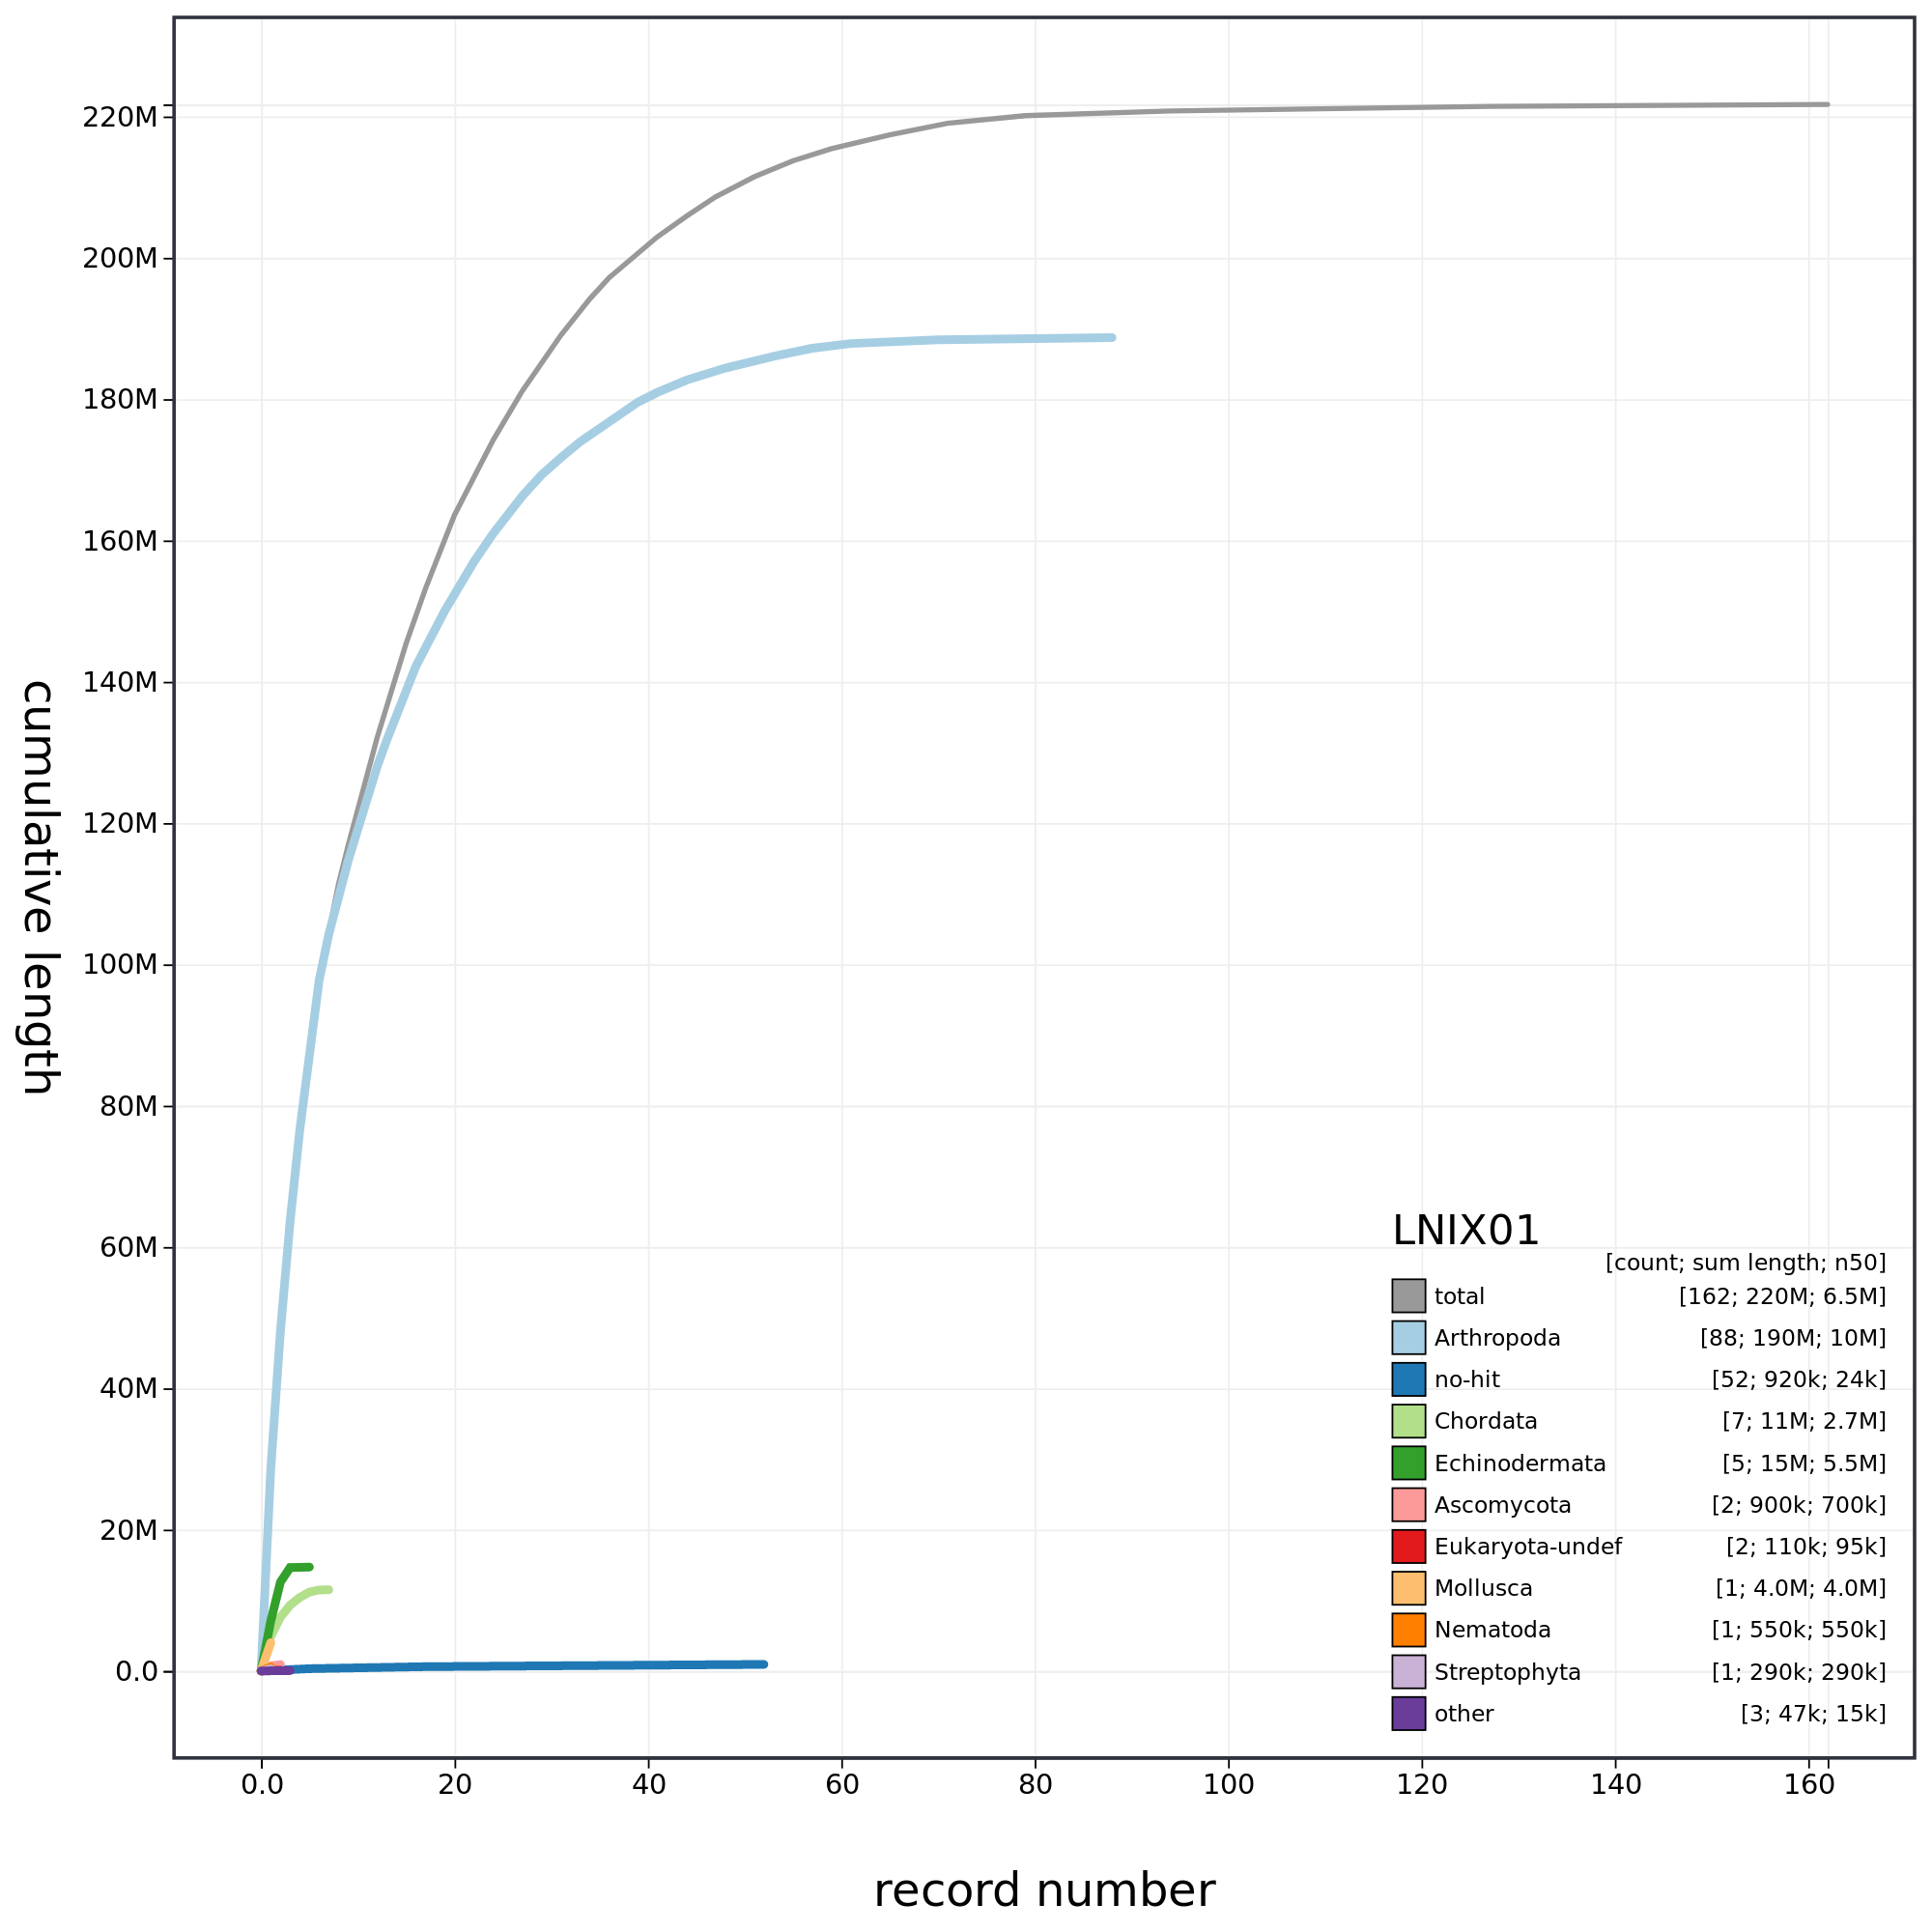 220M
200M
180M
160M
140M
120M
100M
80M
60M
40M
20M
0.0
cumulative length
0.0 20 40 60 80 100 120 140 160
record number
LNIX01
[count; sum length; n50]
total [162; 220M; 6.5M]
Arthropoda [88; 190M; 10M]
no-hit [52; 920k; 24k]
Chordata [7; 11M; 2.7M]
Echinodermata [5; 15M; 5.5M]
Ascomycota [2; 900k; 700k]
Eukaryota-undef [2; 110k; 95k]
Mollusca [1; 4.0M; 4.0M]
Nematoda [1; 550k; 550k]
Streptophyta [1; 290k; 290k]
other [3; 47k; 15k]